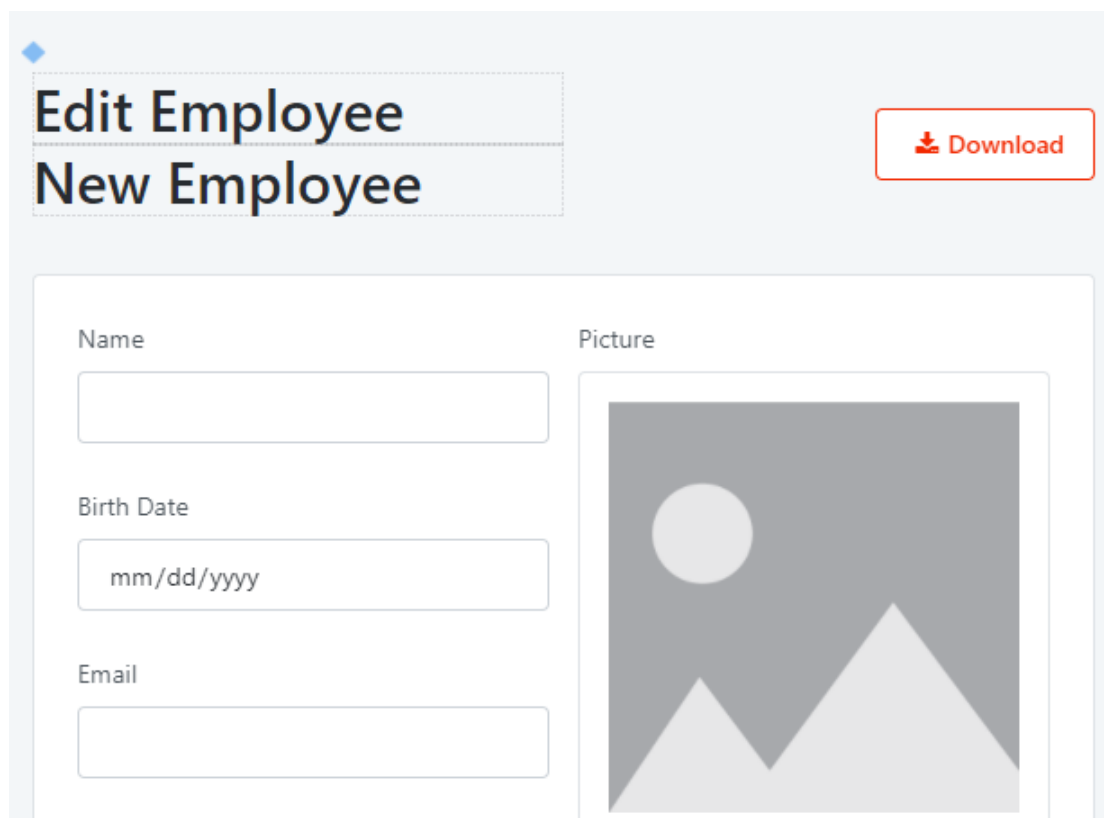 Edit Employee
New Employee
Download
Name
Picture
Birth Date
mm/dd/yyyy
Email